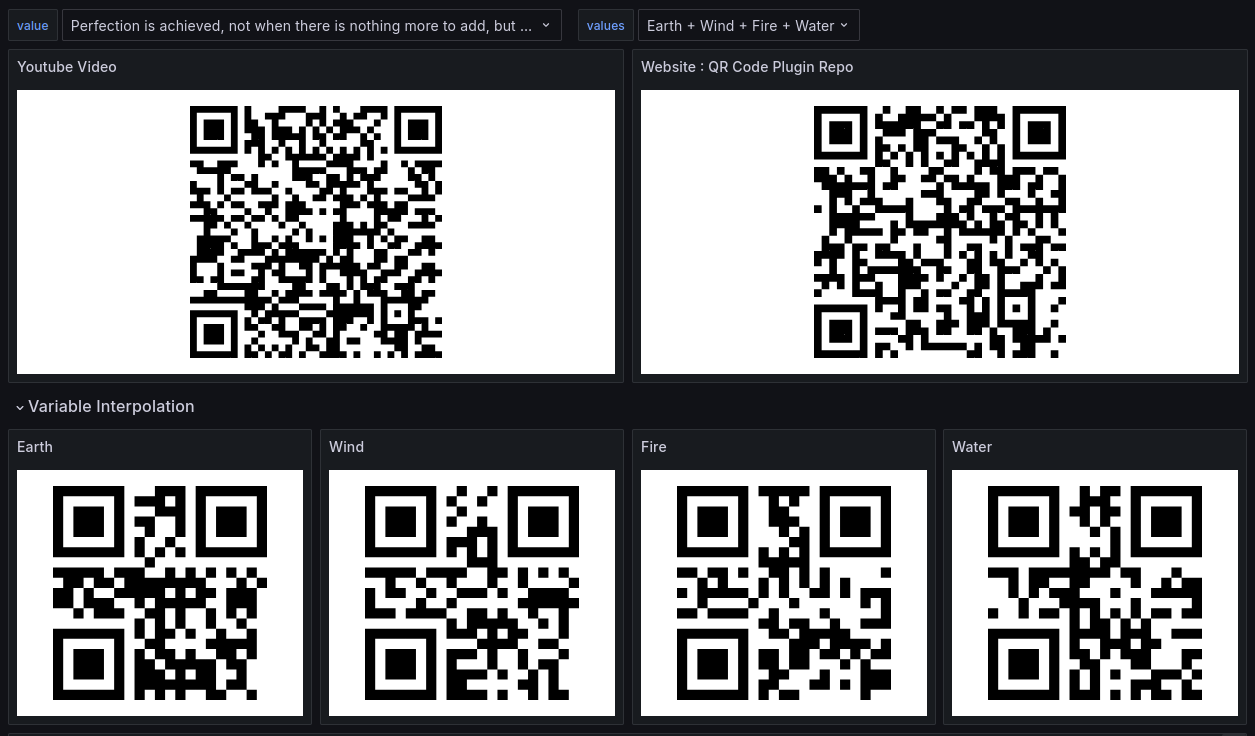 value Perfection is achieved, not when there is nothing more to add, but ... values Earth + Wind + Fire + Water
Youtube Video
Website : QR Code Plugin Repo
Variable Interpolation
Earth
Wind
Fire
Water